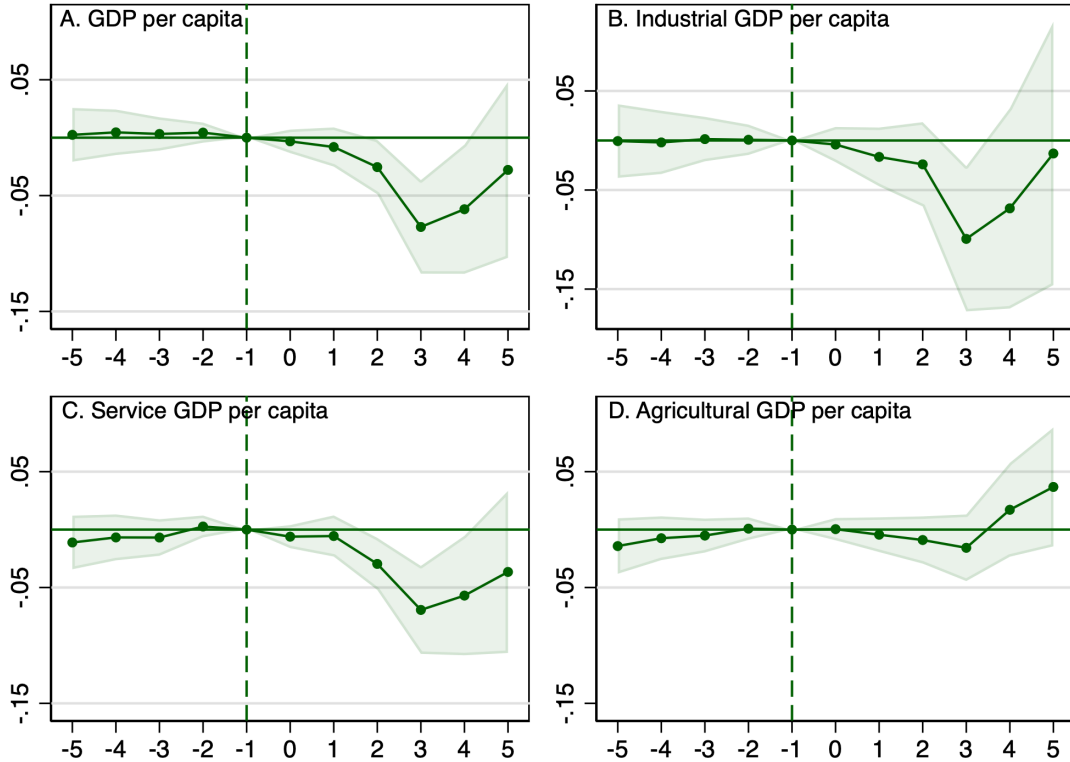 A. GDP per capita
.05
-.05
-.15
-5 -4 -3 -2 -1 0 1 2 3 4 5
B. Industrial GDP per capita
.05
-.05
-.15
-5 -4 -3 -2 -1 0 1 2 3 4 5
C. Service GDP per capita
.05
-.05
-.15
-5 -4 -3 -2 -1 0 1 2 3 4 5
D. Agricultural GDP per capita
.05
-.05
-.15
-5 -4 -3 -2 -1 0 1 2 3 4 5